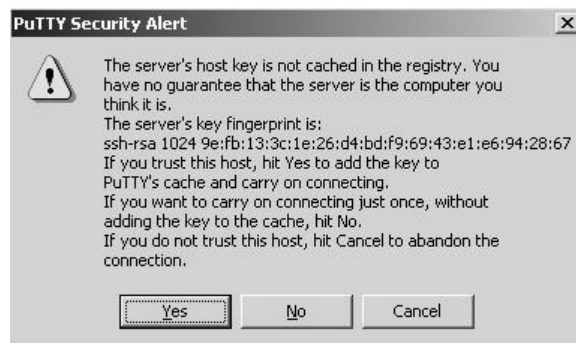 PuTTY Security Alert
The server's host key is not cached in the registry. You
have no guarantee that the server is the computer you
think it is.
The server's key fingerprint is:
ssh-rsa 1024 9e:fb:13:3c:1e:26:d4:bd:f9:69:43:e1:e6:94:28:67
If you trust this host, hit Yes to add the key to
PuTTY's cache and carry on connecting.
If you want to carry on connecting just once, without
adding the key to the cache, hit No.
If you do not trust this host, hit Cancel to abandon the
connection.
Yes No Cancel